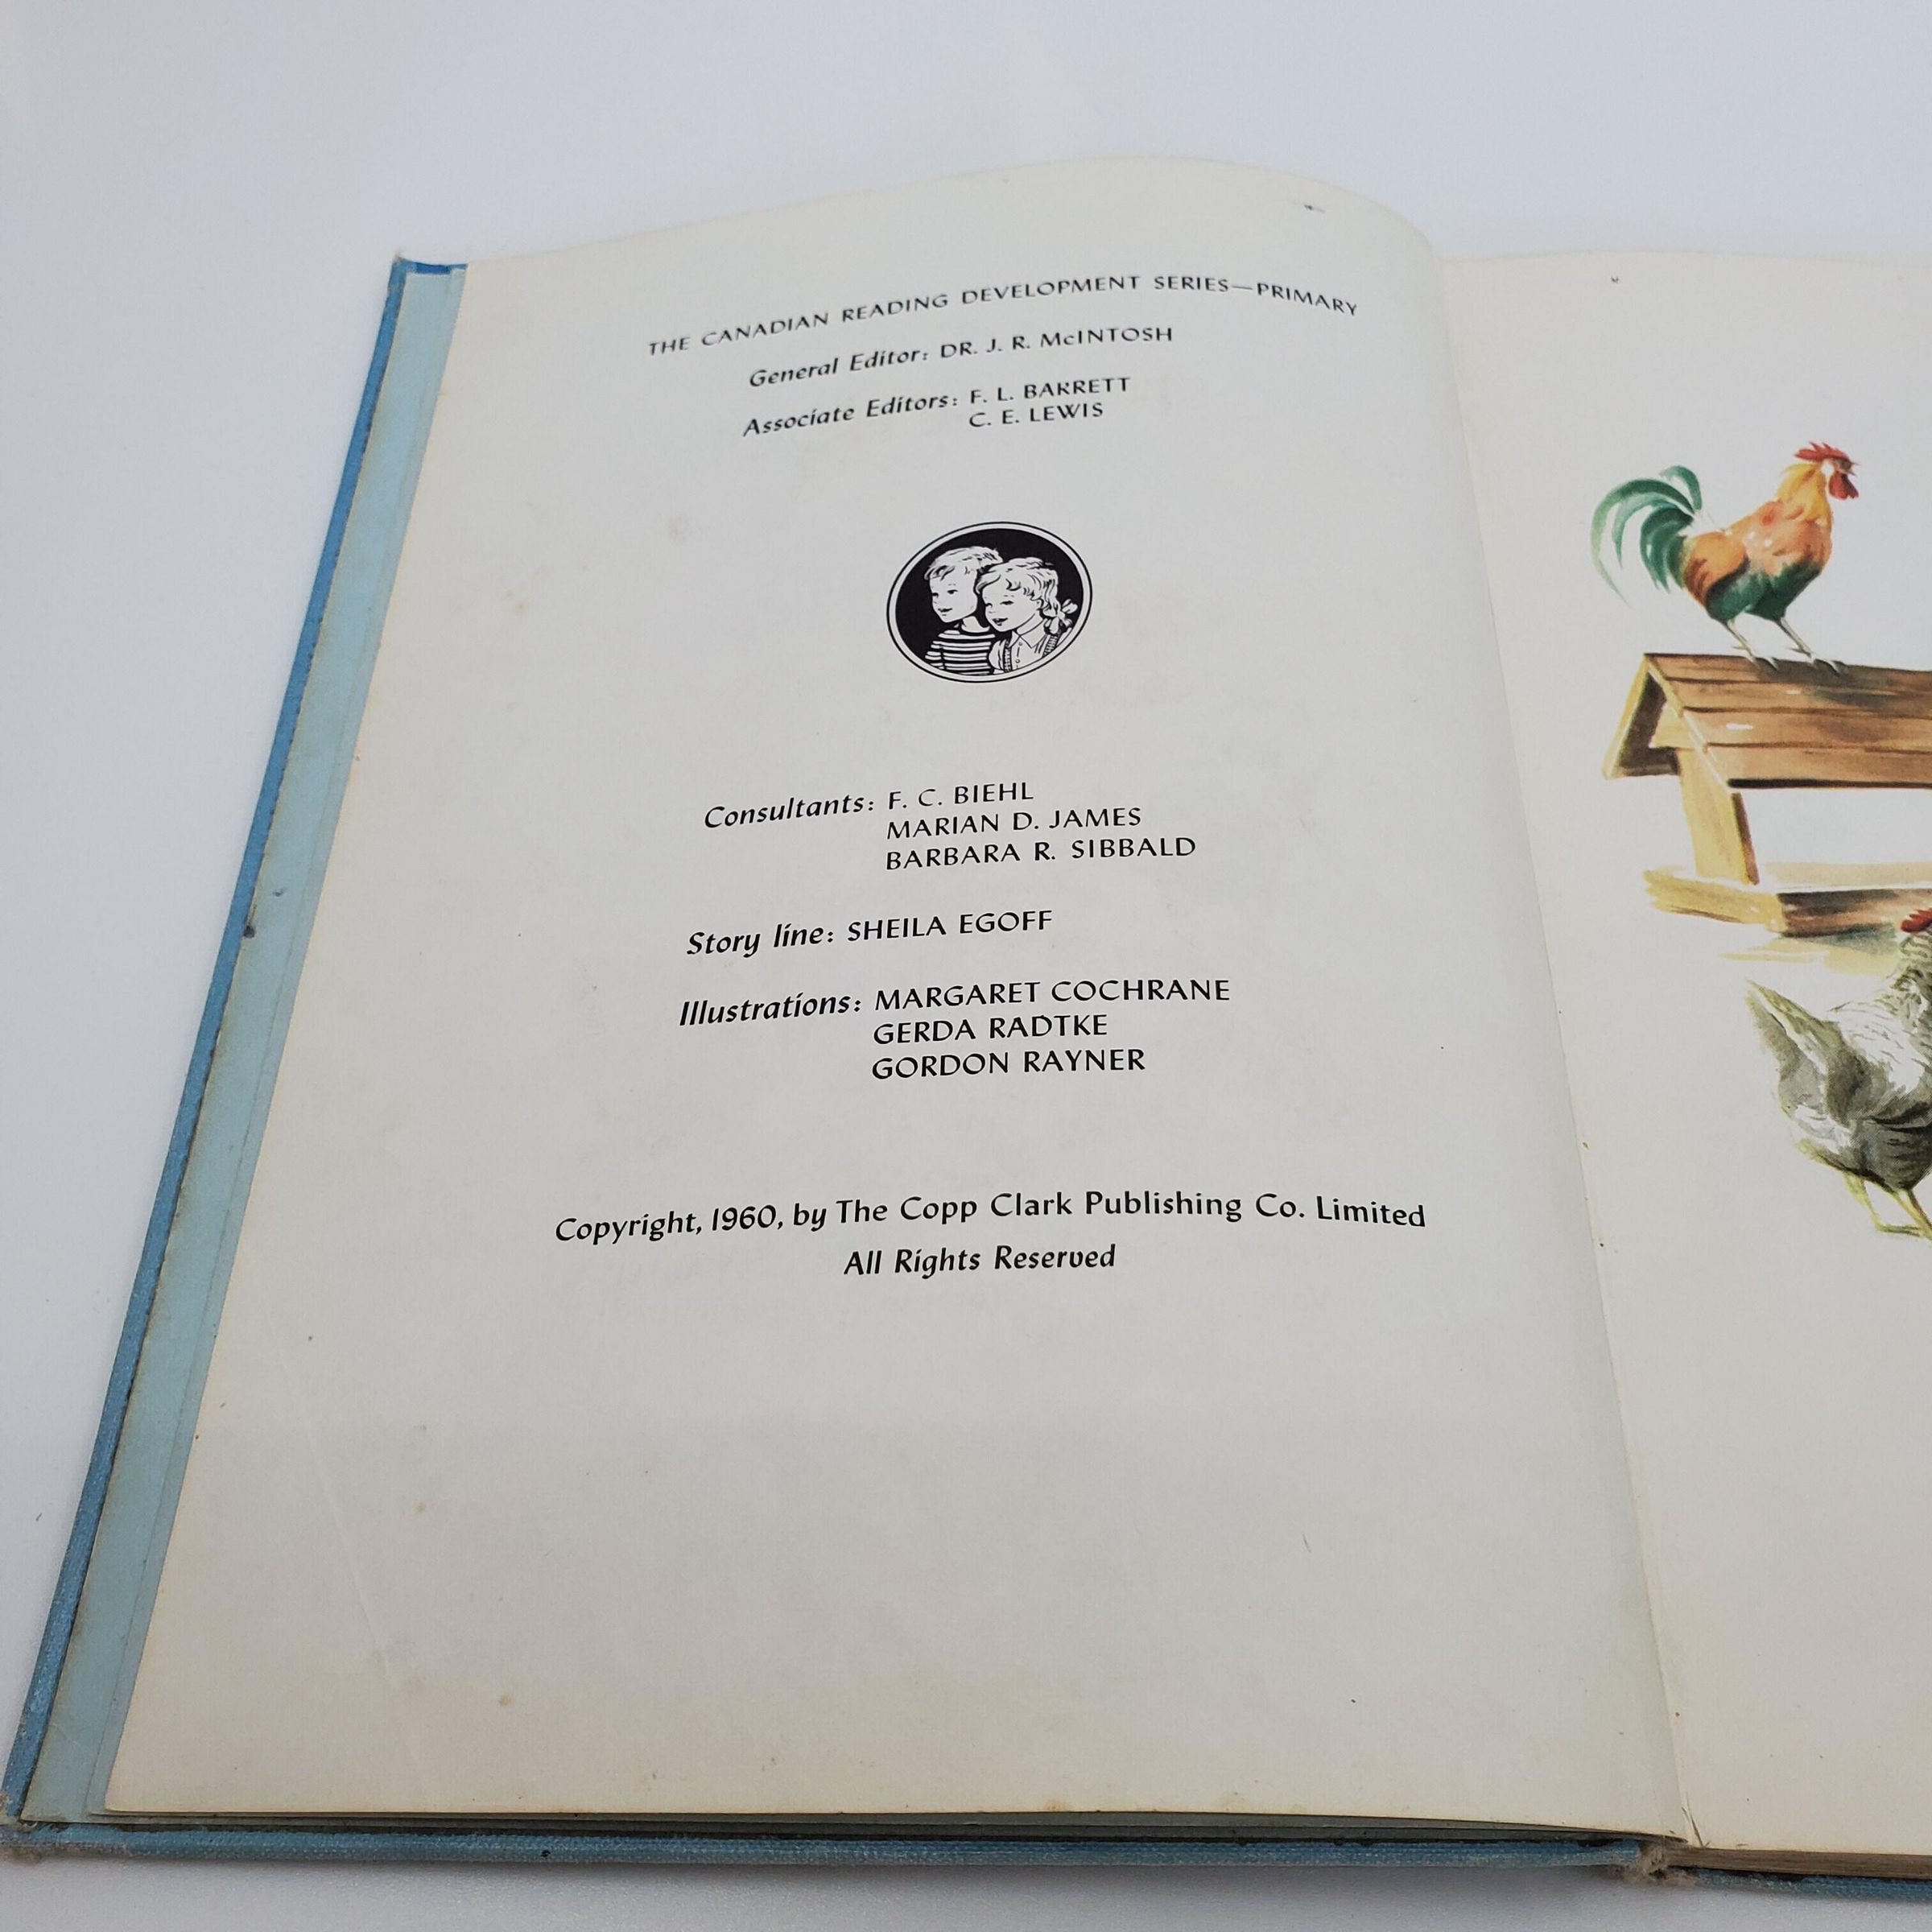 THE CANADIAN READING DEVELOPMENT SERIES—PRIMARY
General Editor: DR. J. R. McINTOSH
Associate Editors: F. L. BARRETT
C. E. LEWIS
Consultants: F. C. BIEHL
MARIAN D. JAMES
BARBARA R. SIBBALD
Story line: SHEILA EGOFF
Illustrations: MARGARET COCHRANE
GERDA RADTKE
GORDON RAYNER
Copyright, 1960, by The Copp Clark Publishing Co. Limited
All Rights Reserved